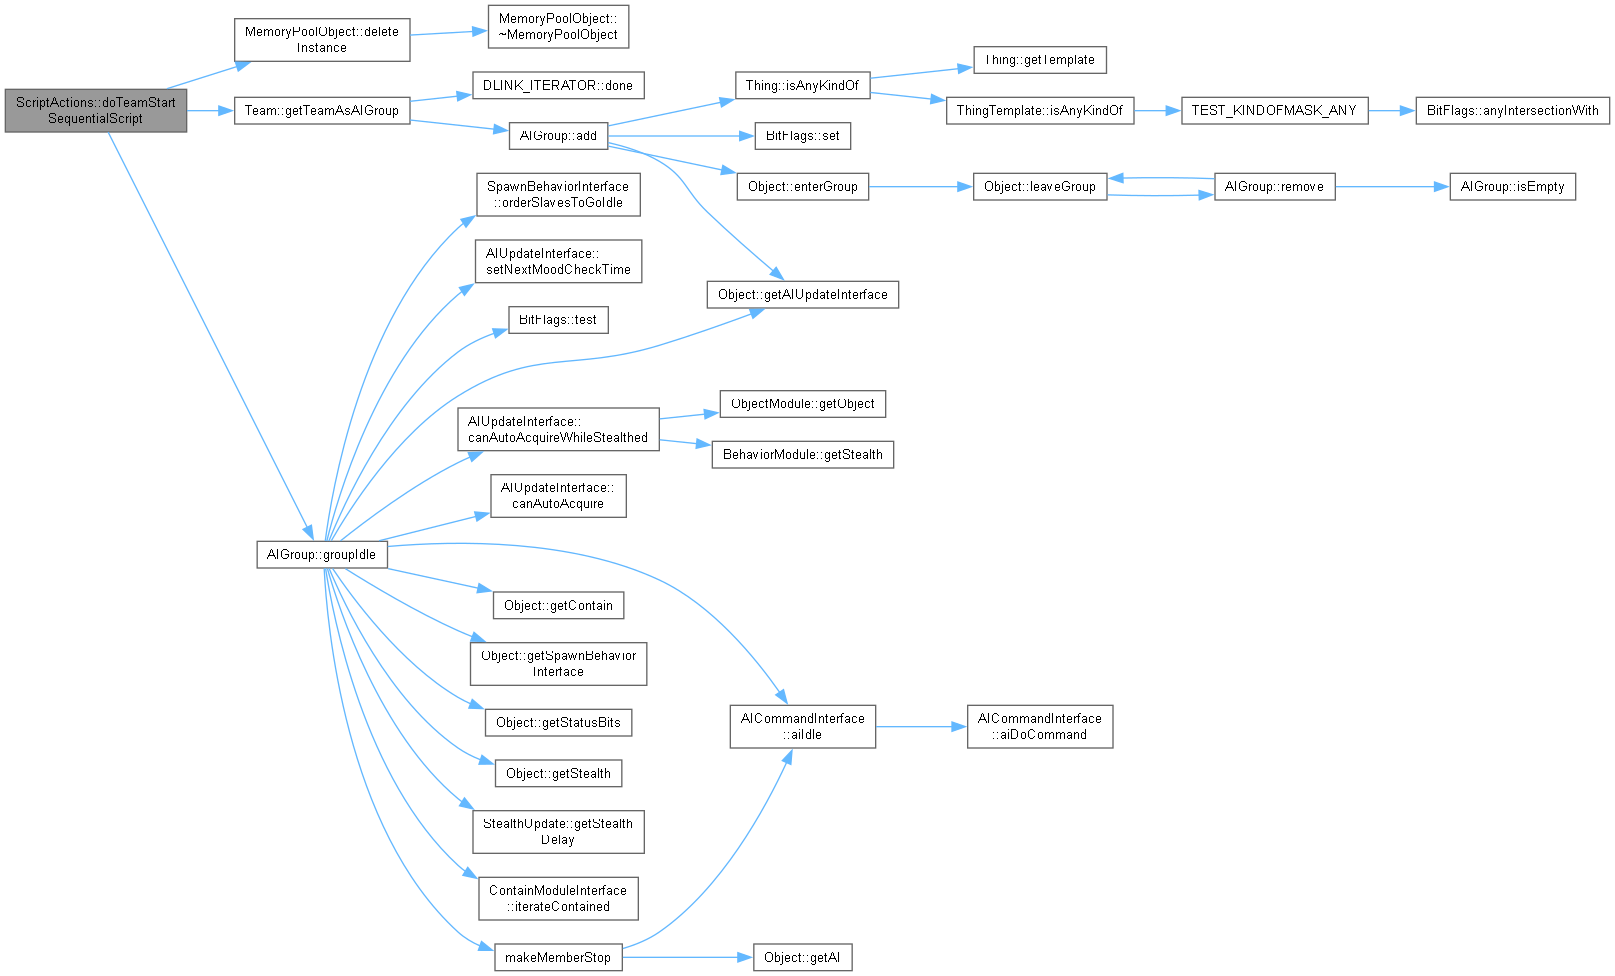 ScriptActions::doTeamStart
SequentialScript
MemoryPoolObject::delete
Instance
MemoryPoolObject::
~MemoryPoolObject
Team::getTeamAsAIGroup
DLINK_ITERATOR::done
AIGroup::add
Thing::isAnyKindOf
Thing::getTemplate
ThingTemplate::isAnyKindOf
TEST_KINDOFMASK_ANY
BitFlags::anyIntersectionWith
BitFlags::set
Object::enterGroup
Object::leaveGroup
AIGroup::remove
AIGroup::isEmpty
Object::getAIUpdateInterface
AIGroup::groupIdle
SpawnBehaviorInterface
::orderSlavesToGoIdle
AIUpdateInterface::
setNextMoodCheckTime
BitFlags::test
AIUpdateInterface::
canAutoAcquireWhileStealthed
ObjectModule::getObject
BehaviorModule::getStealth
AIUpdateInterface::
canAutoAcquire
Object::getContain
Object::getSpawnBehavior
Interface
Object::getStatusBits
Object::getStealth
StealthUpdate::getStealth
Delay
ContainModuleInterface
::iterateContained
makeMemberStop
AICommandInterface
::aiIdle
AICommandInterface
::aiDoCommand
Object::getAI